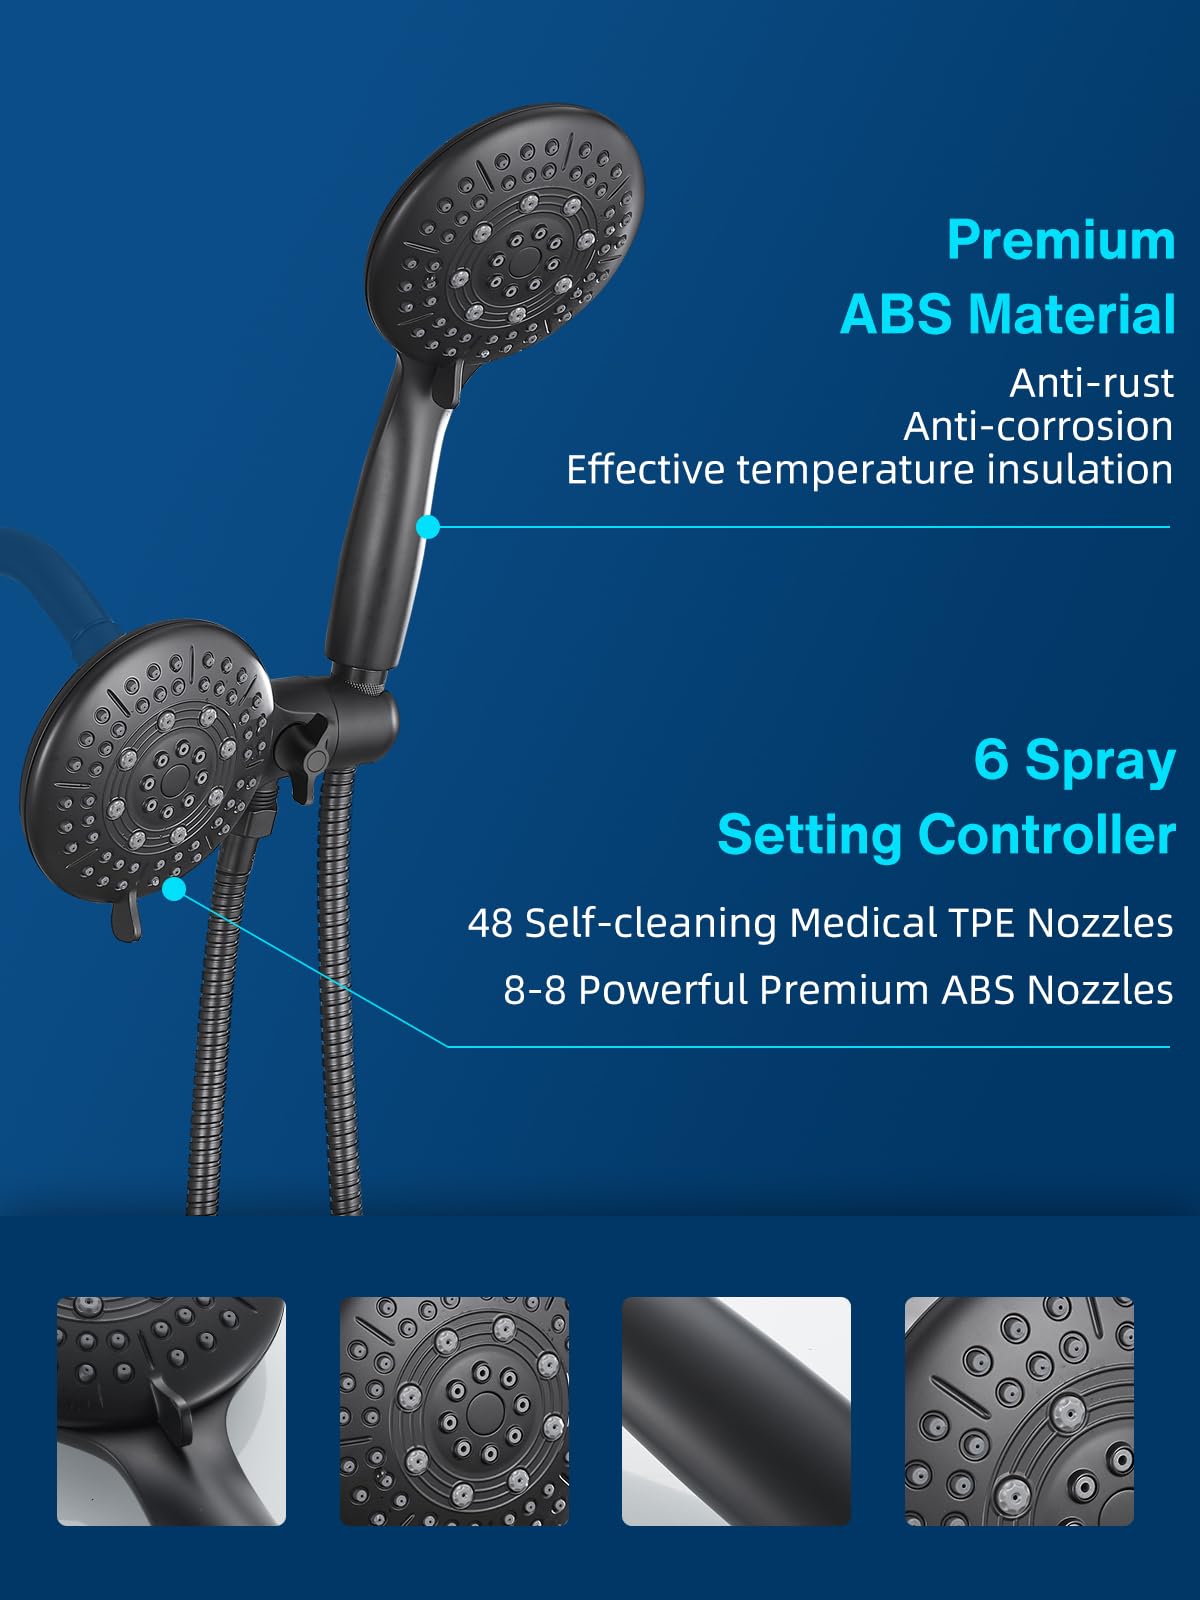 Premium
ABS Material
Anti-rust
Anti-corrosion
Effective temperature insulation
6 Spray
Setting Controller
48 Self-cleaning Medical TPE Nozzles
8-8 Powerful Premium ABS Nozzles